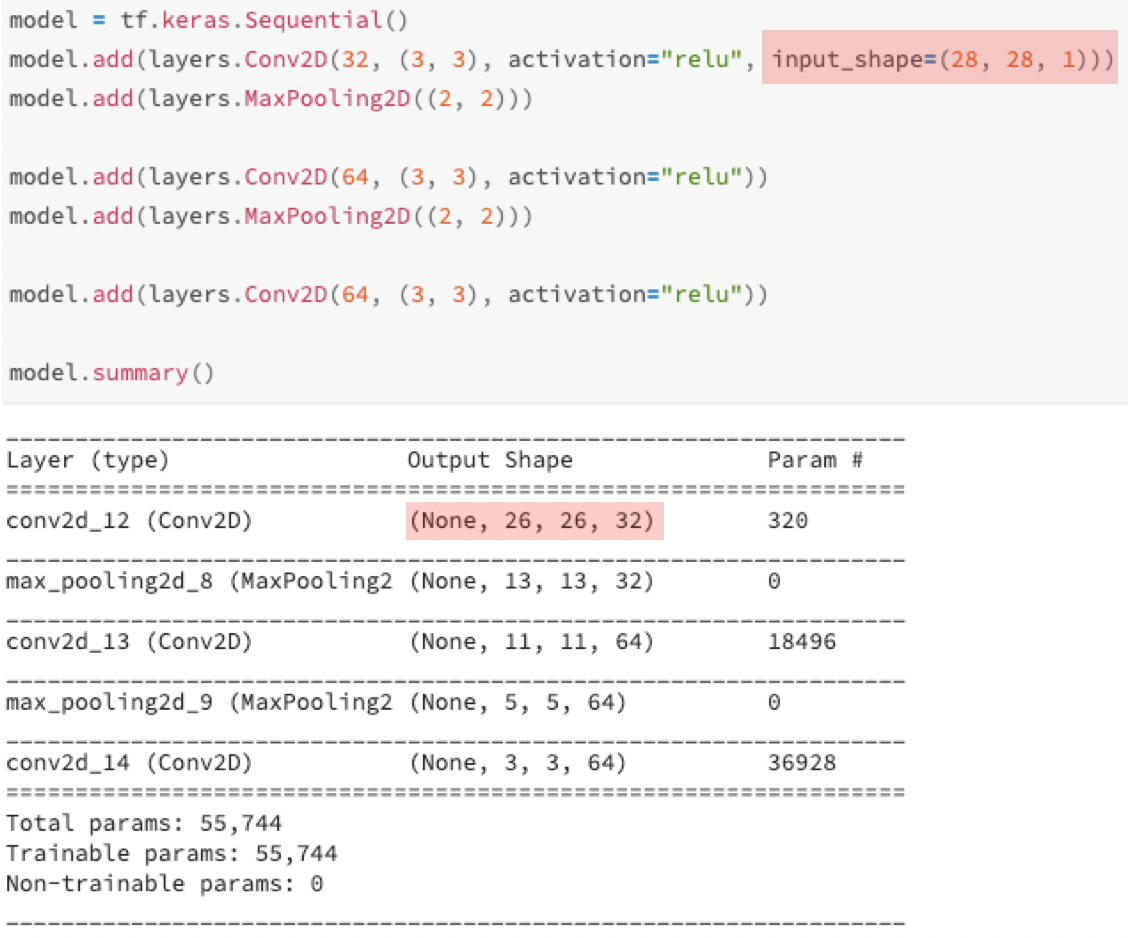 model = tf.keras.Sequential()
model.add(layers.Conv2D(32, (3, 3), activation="relu", input_shape=(28, 28, 1)))
model.add(layers.MaxPooling2D((2, 2)))
model.add(layers.Conv2D(64, (3, 3), activation="relu"))
model.add(layers.MaxPooling2D((2, 2)))
model.add(layers.Conv2D(64, (3, 3), activation="relu"))
model.summary()
_________________________________________________________________
Layer (type) Output Shape Param #
=================================================================
conv2d_12 (Conv2D) (None, 26, 26, 32) 320
_________________________________________________________________
max_pooling2d_8 (MaxPooling2 (None, 13, 13, 32) 0
_________________________________________________________________
conv2d_13 (Conv2D) (None, 11, 11, 64) 18496
_________________________________________________________________
max_pooling2d_9 (MaxPooling2 (None, 5, 5, 64) 0
_________________________________________________________________
conv2d_14 (Conv2D) (None, 3, 3, 64) 36928
=================================================================
Total params: 55,744
Trainable params: 55,744
Non-trainable params: 0
_________________________________________________________________